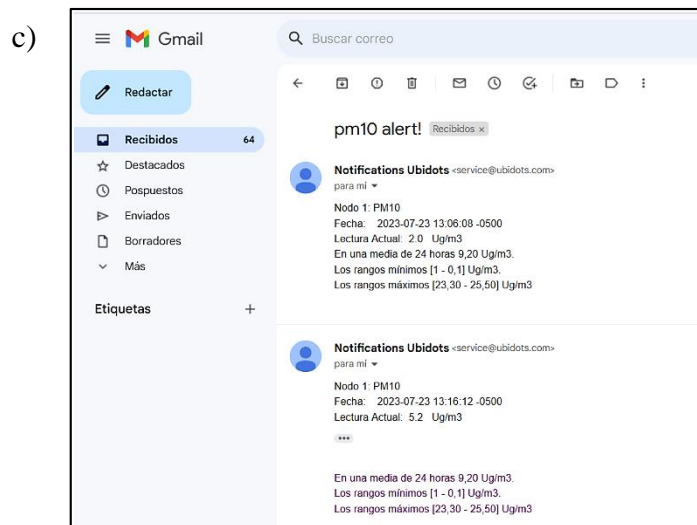 c)
Gmail
Buscar correo
Redactar
Recibidos 64
Destacados
Pospuestos
Enviados
Borradores
Más
Etiquetas +
pm10 alert! Recibidos ×
Notifications Ubidots <service@ubidots.com>
para mí
Nodo 1: PM10
Fecha: 2023-07-23 13:06:08 -0500
Lectura Actual: 2.0 Ug/m3
En una media de 24 horas 9,20 Ug/m3.
Los rangos mínimos [1 - 0,1] Ug/m3.
Los rangos máximos [23,30 - 25,50] Ug/m3
Notifications Ubidots <service@ubidots.com>
para mí
Nodo 1: PM10
Fecha: 2023-07-23 13:16:12 -0500
Lectura Actual: 5.2 Ug/m3
•••
En una media de 24 horas 9,20 Ug/m3.
Los rangos mínimos [1 - 0,1] Ug/m3.
Los rangos máximos [23,30 - 25,50] Ug/m3